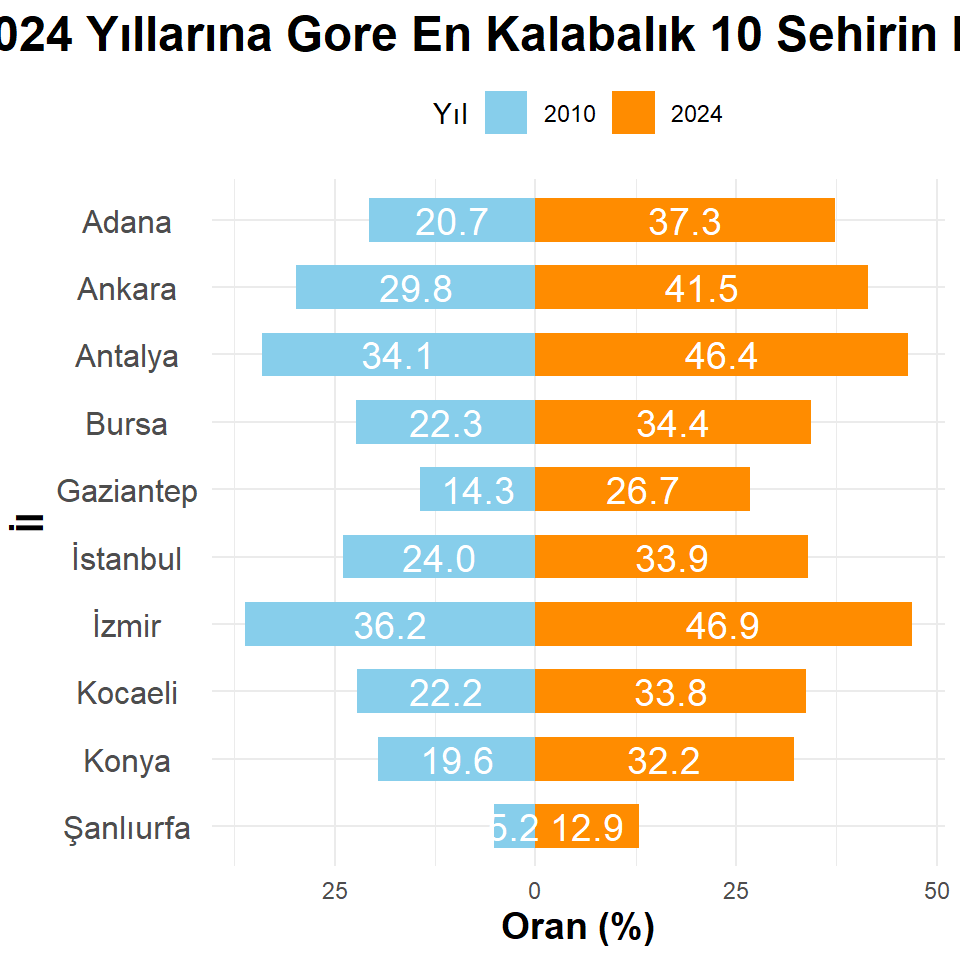 024 Yıllarına Gore En Kalabalık 10 Sehirin
Yıl 2010 2024
Adana 20.7 37.3
Ankara 29.8 41.5
Antalya 34.1 46.4
Bursa 22.3 34.4
Gaziantep 14.3 26.7
İstanbul 24.0 33.9
İzmir 36.2 46.9
Kocaeli 22.2 33.8
Konya 19.6 32.2
Şanlıurfa 5.2 12.9
İl
25 0 25 50
Oran (%)